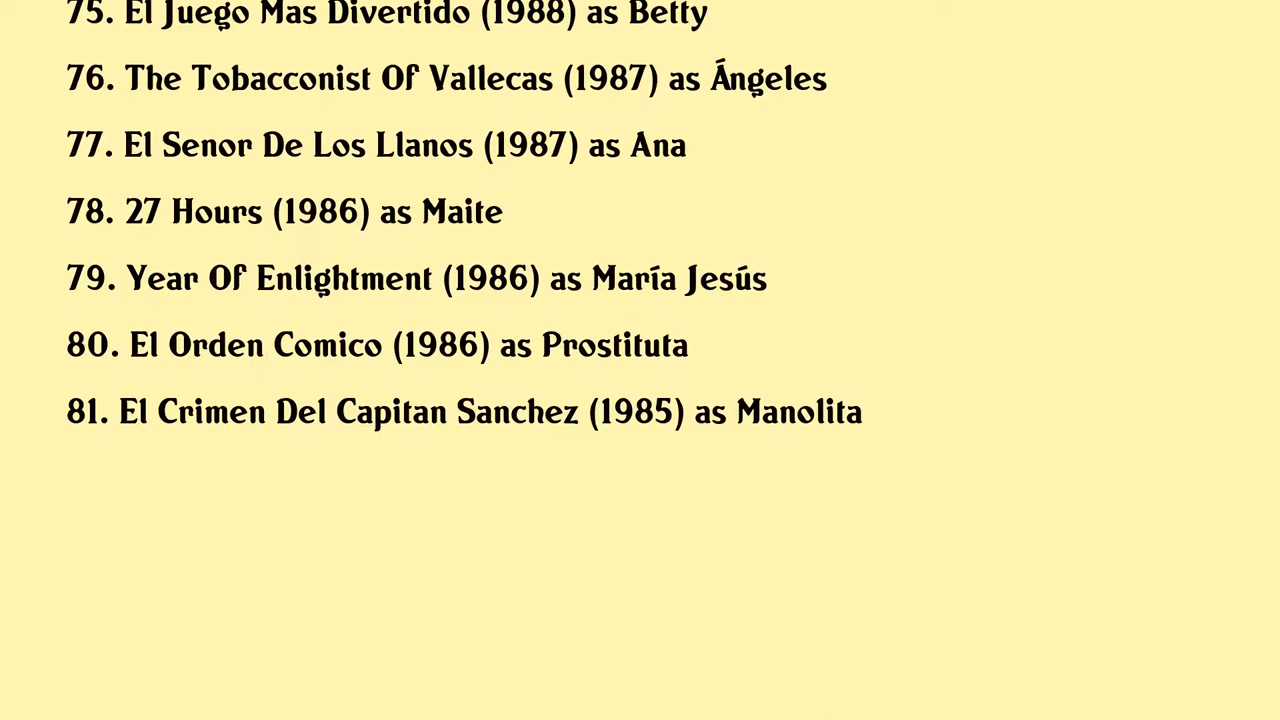 75. El Juego Mas Divertido (1988) as Betty
76. The Tobacconist Of Vallecas (1987) as Ángeles
77. El Senor De Los Llanos (1987) as Ana
78. 27 Hours (1986) as Maite
79. Year Of Enlightment (1986) as María Jesús
80. El Orden Comico (1986) as Prostituta
81. El Crimen Del Capitan Sanchez (1985) as Manolita